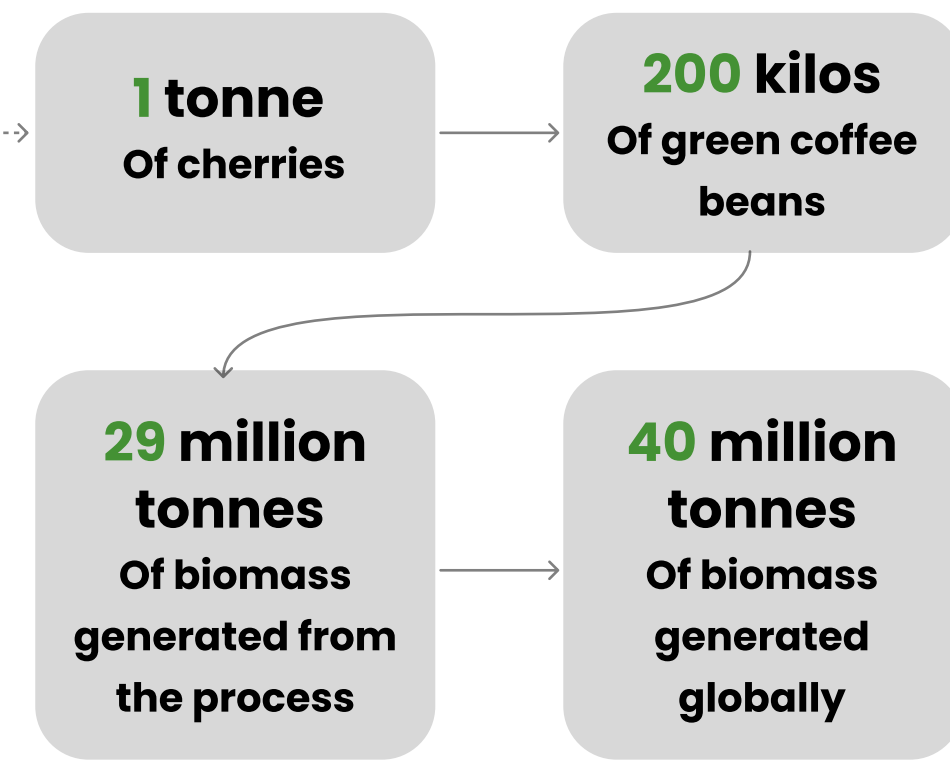 1 tonne
Of cherries
200 kilos
Of green coffee
beans
29 million
tonnes
Of biomass
generated from
the process
40 million
tonnes
Of biomass
generated
globally